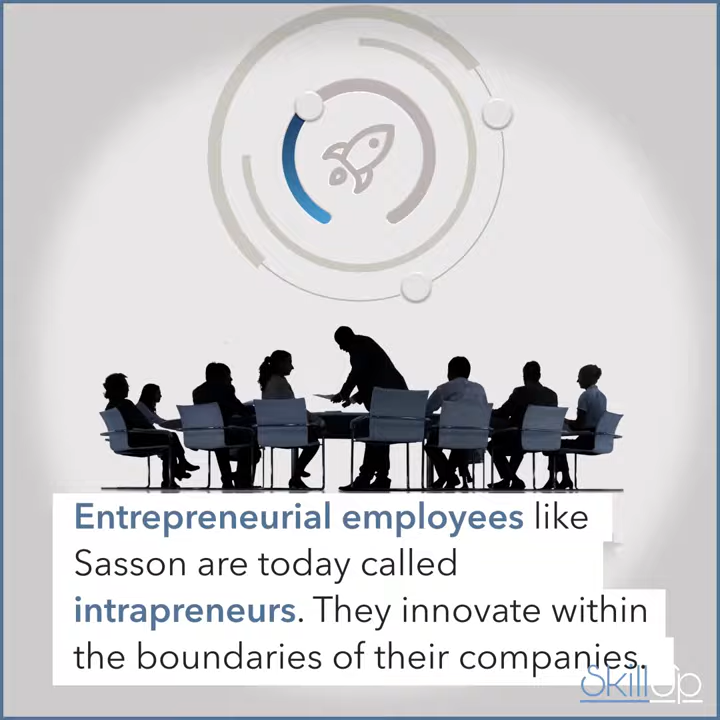 Entrepreneurial employees like
Sasson are today called
intrapreneurs. They innovate within
the boundaries of their companies.
SkillUp